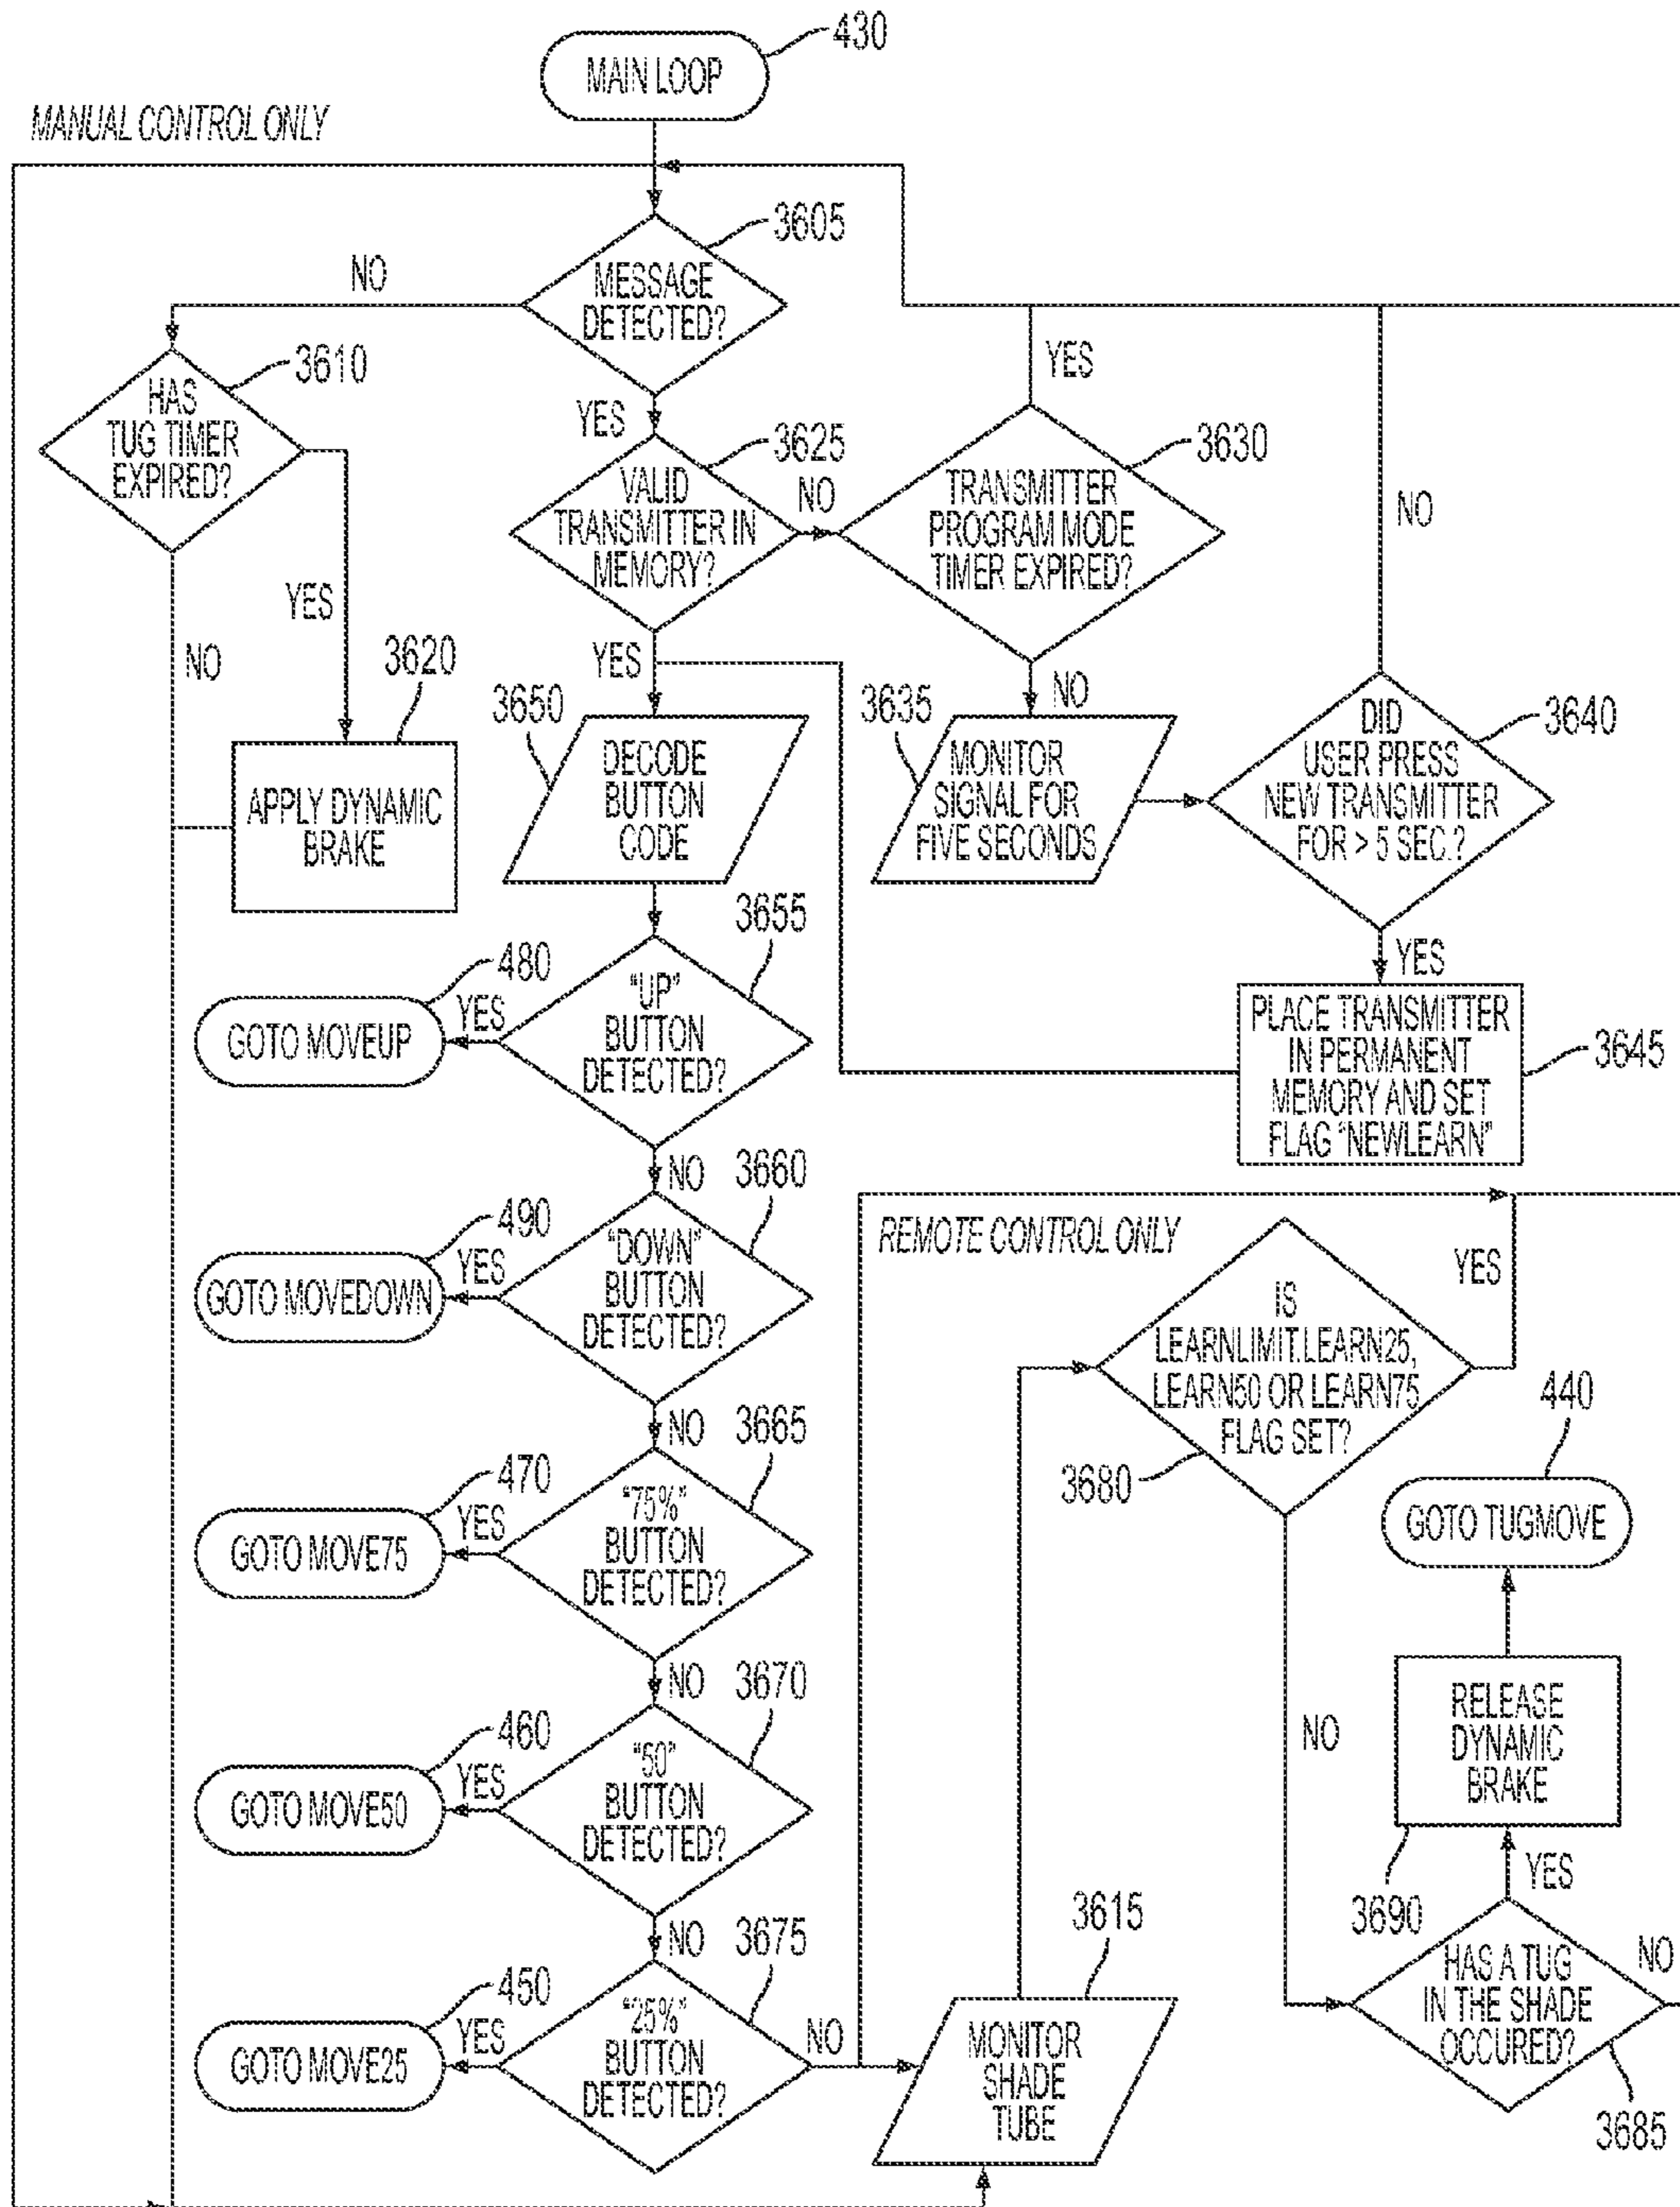 430
MAIN LOOP
MANUAL CONTROL ONLY
3605
NO
MESSAGE
DETECTED?
3610
HAS
TUG TIMER
EXPIRED?
YES
3625
VALID
TRANSMITTER IN
MEMORY?
NO
YES
3630
TRANSMITTER
PROGRAM MODE
TIMER EXPIRED?
NO
YES
NO
3620
APPLY DYNAMIC
BRAKE
YES
3650
DECODE
BUTTON
CODE
NO
3635
MONITOR
SIGNAL FOR
FIVE SECONDS
3640
DID
USER PRESS
NEW TRANSMITTER
FOR > 5 SEC.?
YES
3655
480
"UP"
BUTTON
DETECTED?
YES
GOTO MOVEUP
PLACE TRANSMITTER
IN PERMANENT
MEMORY AND SET
FLAG "NEWLEARN"
3645
NO
3660
490
"DOWN"
BUTTON
DETECTED?
YES
GOTO MOVEDOWN
REMOTE CONTROL ONLY
YES
IS
LEARNLIMIT.LEARN25,
LEARN50 OR LEARN75
FLAG SET?
3680
NO
3665
470
"75%"
BUTTON
DETECTED?
YES
GOTO MOVE75
440
GOTO TUGMOVE
NO
3670
460
"50"
BUTTON
DETECTED?
YES
GOTO MOVE50
NO
RELEASE
DYNAMIC
BRAKE
3690
YES
NO
3675
450
"25%"
BUTTON
DETECTED?
YES
GOTO MOVE25
NO
3615
MONITOR
SHADE
TUBE
HAS A TUG
IN THE SHADE
OCCURED?
NO
3685